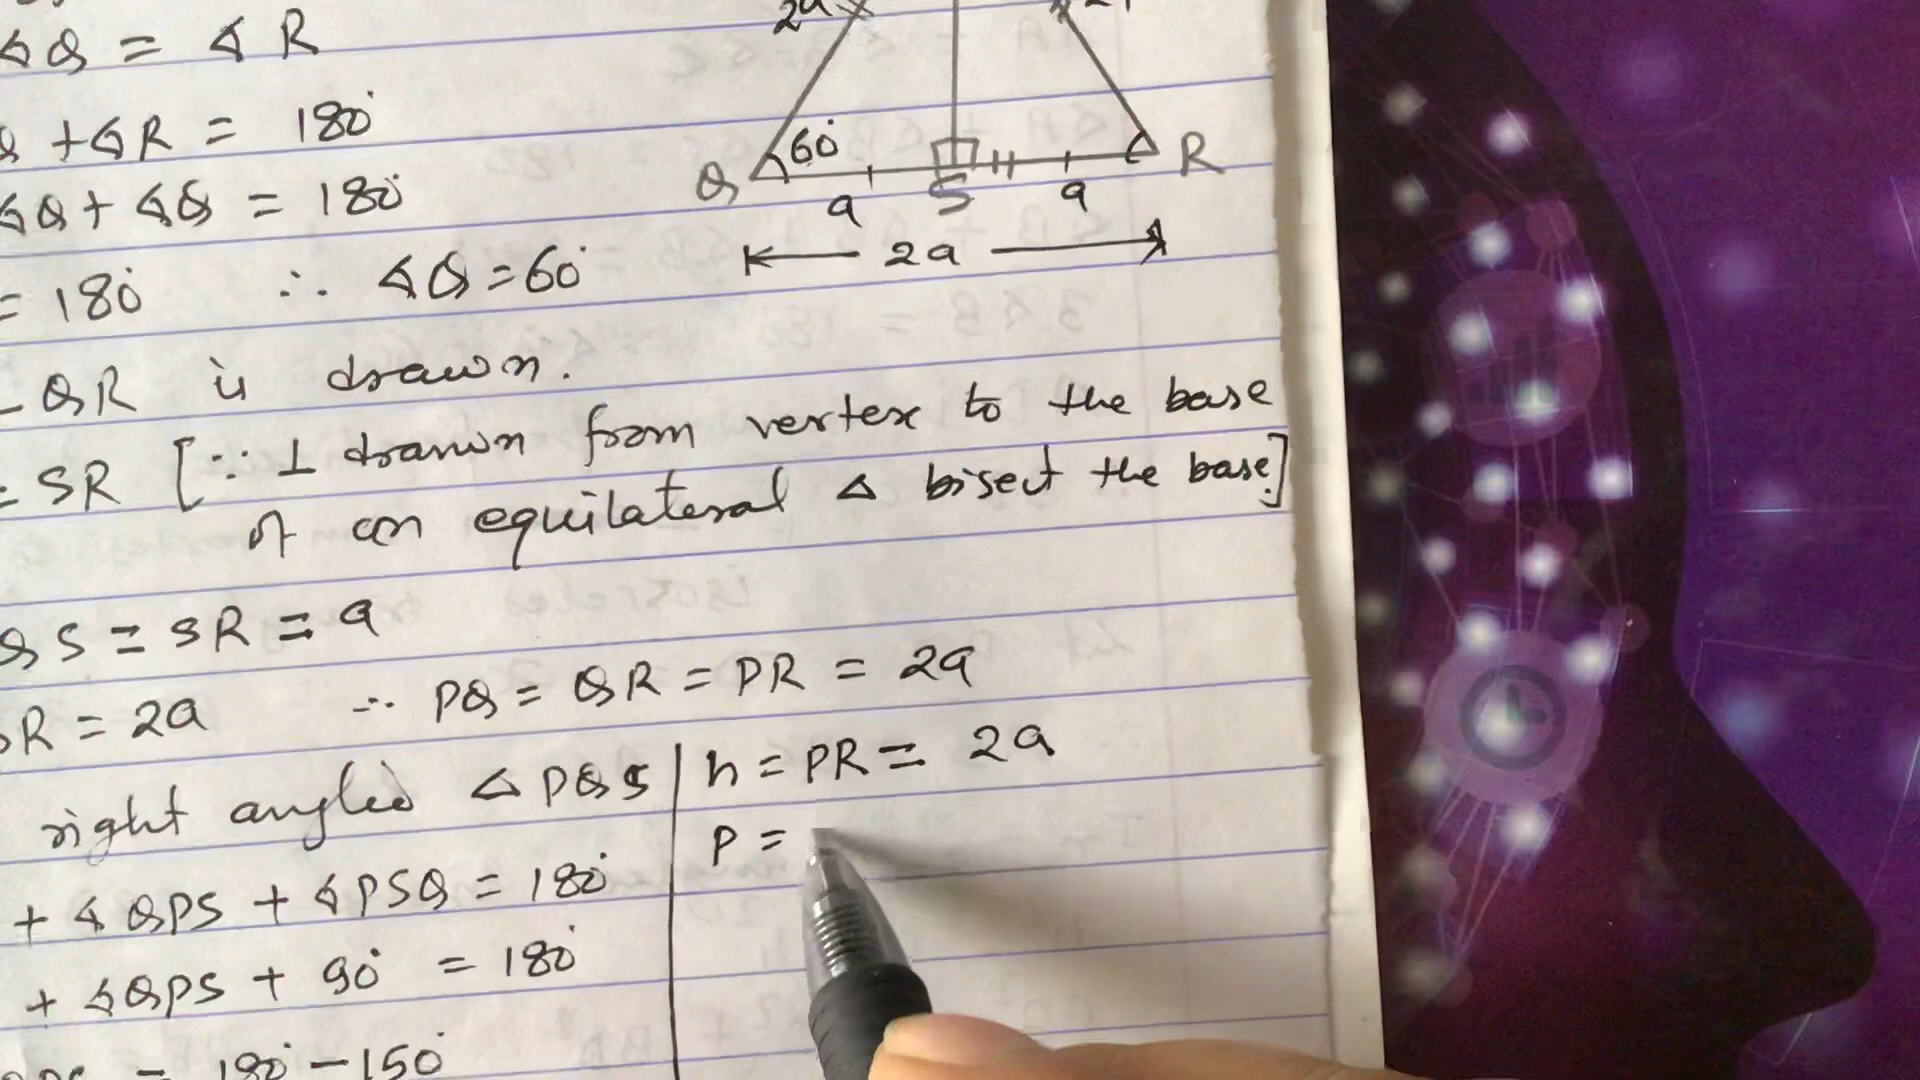 ∢Q = ∢R
+ ∢R = 180°
∢Q + ∢Q = 180°
= 180° ∴ ∢Q = 60°
QR is drawn.
= SR [∵ ⊥ drawn from vertex to the base
of an equilateral △ bisect the base.]
QS = SR = a
R = 2a ∴ PQ = QR = PR = 2a
right angled △PQS
+ ∢QPS + ∢PSQ = 180°
+ ∢QPS + 90° = 180°
= 180° - 150°
h = PR = 2a
P =
2a
60°
Q
S
R
a
a
2a